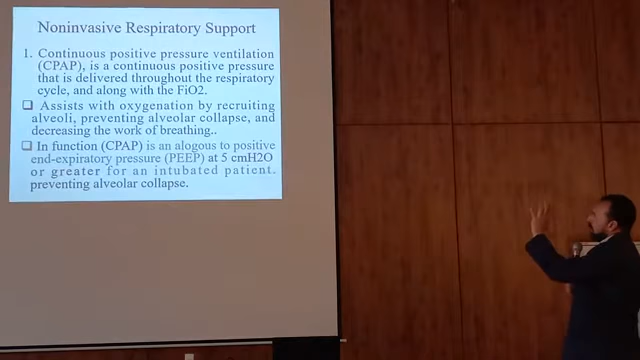 Noninvasive Respiratory Support
1. Continuous positive pressure ventilation
(CPAP), is a continuous positive pressure
that is delivered throughout the respiratory
cycle, and along with the FiO2.
❑ Assists with oxygenation by recruiting
alveoli, preventing alveolar collapse, and
decreasing the work of breathing..
❑ In function (CPAP) is an alogous to positive
end-expiratory pressure (PEEP) at 5 cmH2O
or greater for an intubated patient.
preventing alveolar collapse.